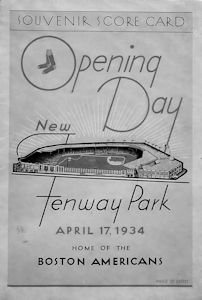 SOUVENIR SCORE CARD
Opening
Day
New
Fenway Park
APRIL 17, 1934
HOME OF THE
BOSTON AMERICANS